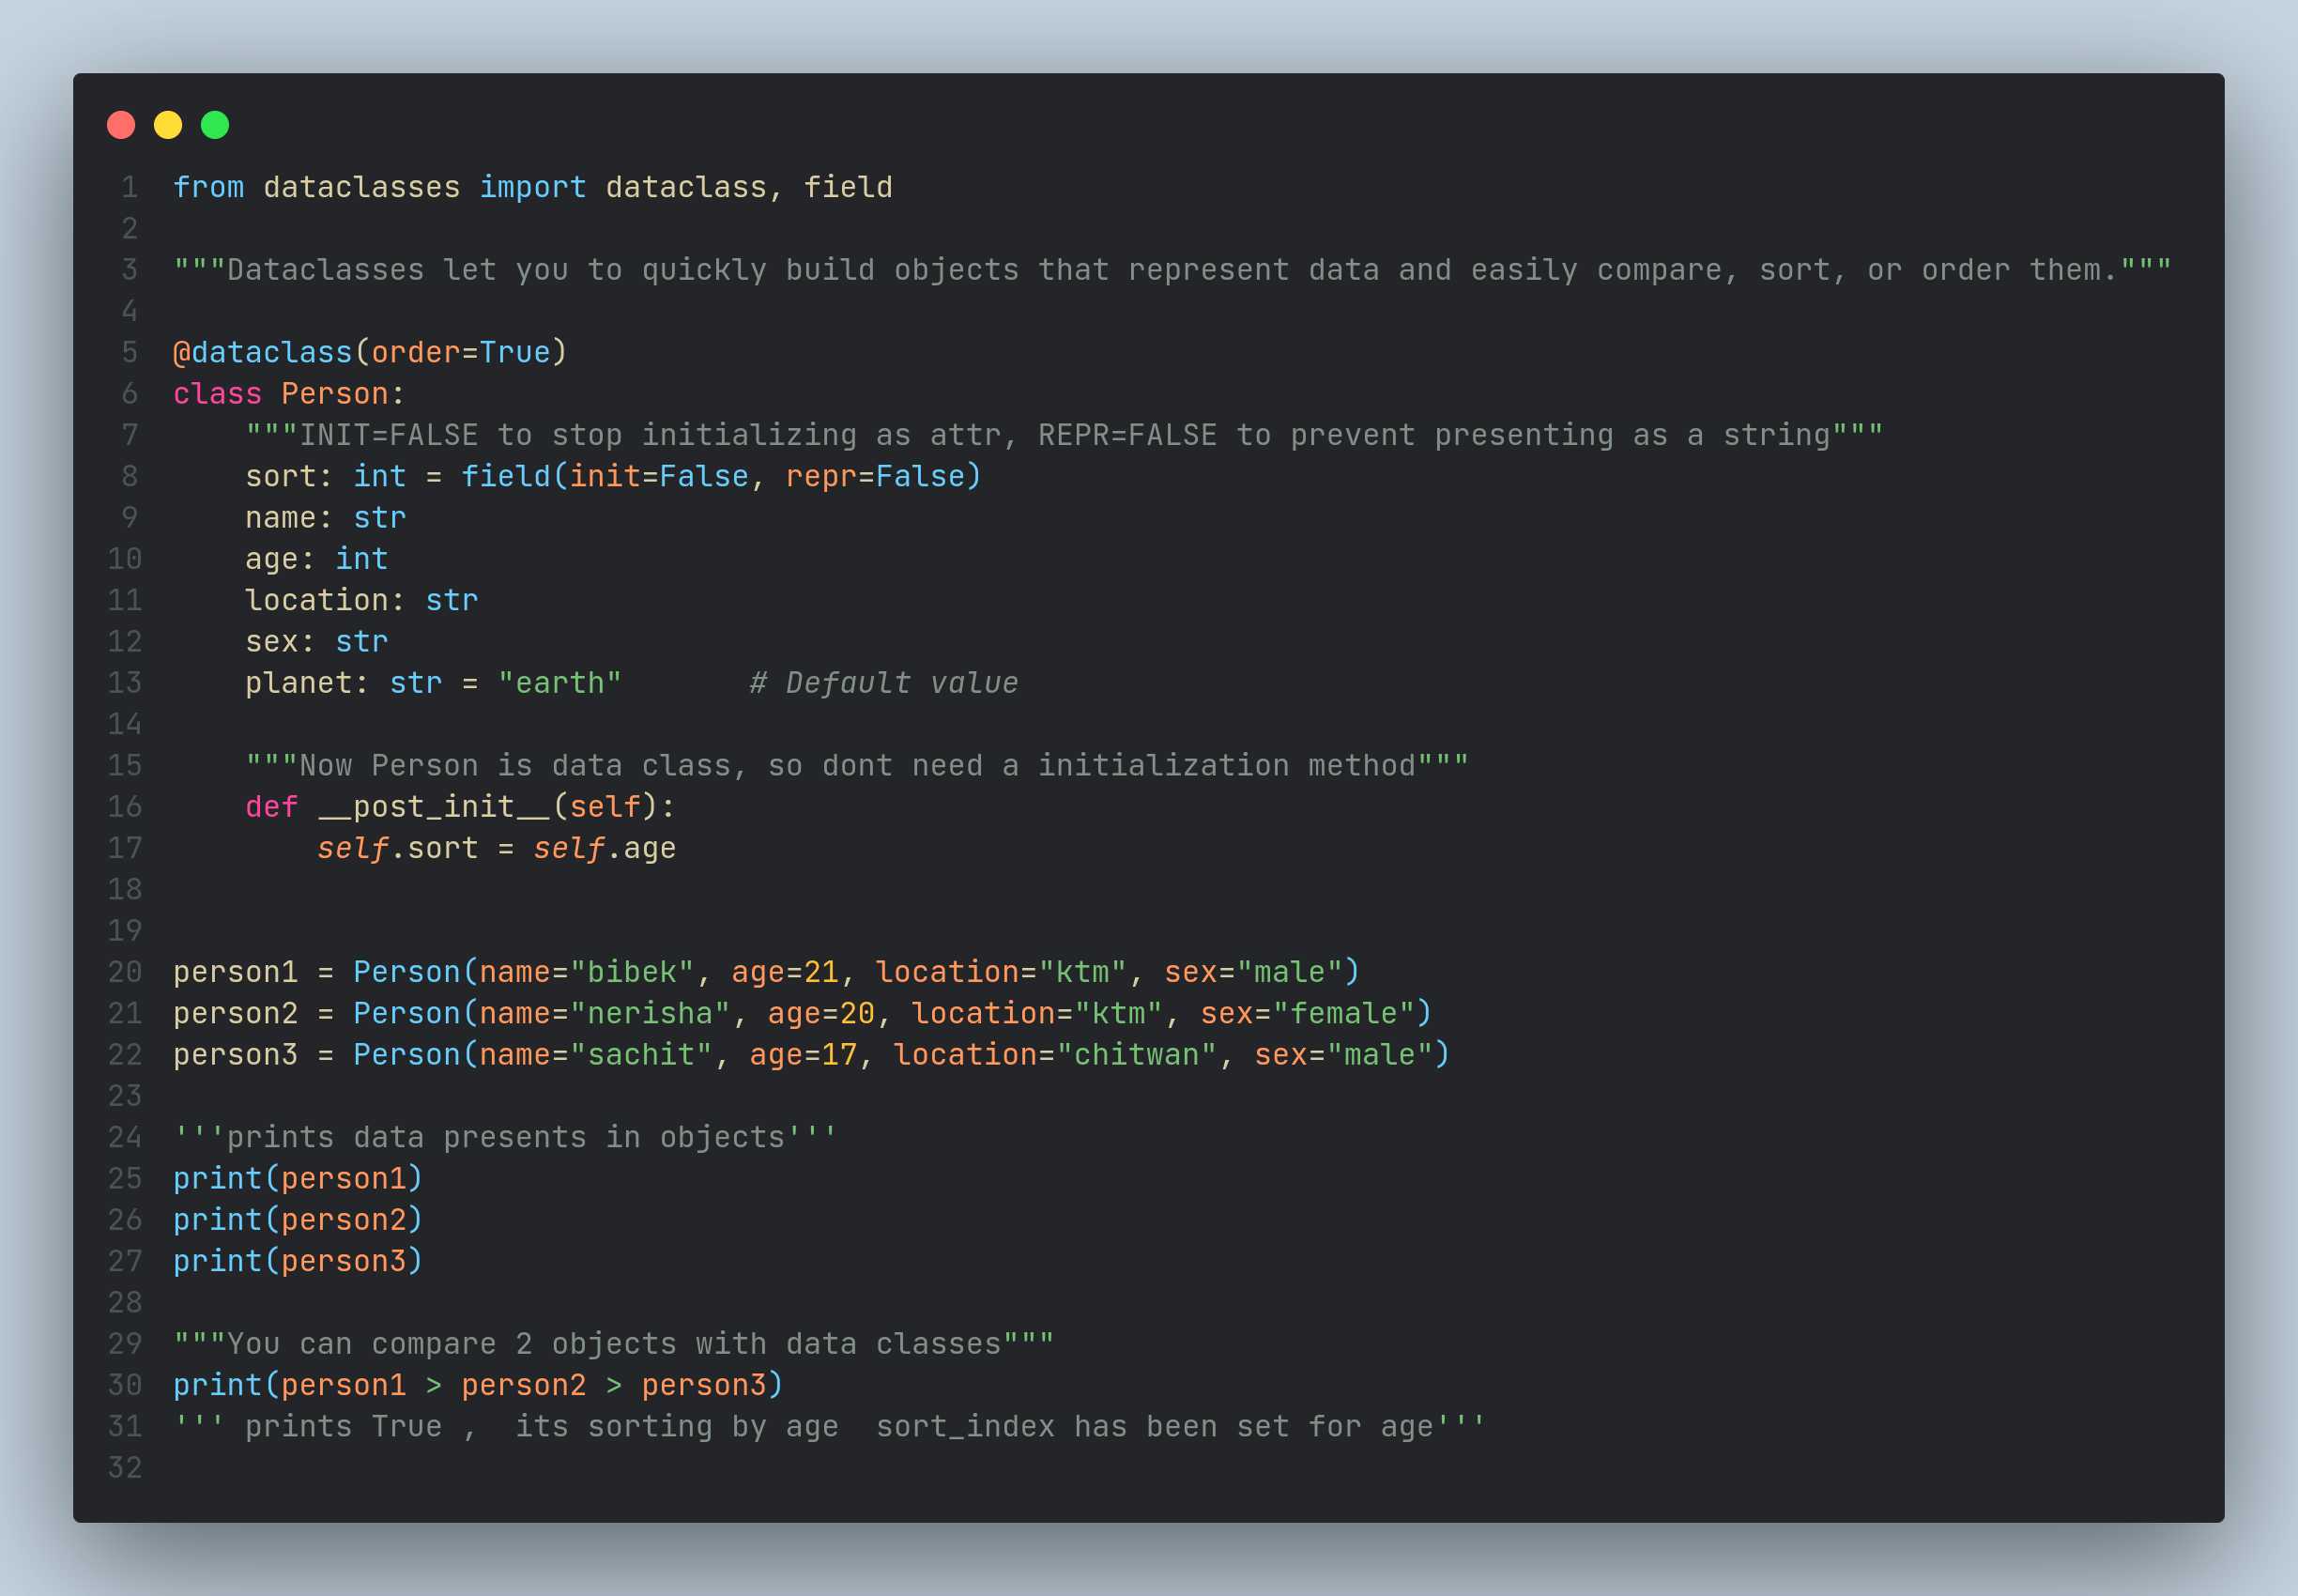 1 from dataclasses import dataclass, field
2
3 """Dataclasses let you to quickly build objects that represent data and easily compare, sort, or order them."""
4
5 @dataclass(order=True)
6 class Person:
7     """INIT=FALSE to stop initializing as attr, REPR=FALSE to prevent presenting as a string"""
8     sort: int = field(init=False, repr=False)
9     name: str
10     age: int
11     location: str
12     sex: str
13     planet: str = "earth"       # Default value
14
15     """Now Person is data class, so dont need a initialization method"""
16     def __post_init__(self):
17         self.sort = self.age
18
19
20 person1 = Person(name="bibek", age=21, location="ktm", sex="male")
21 person2 = Person(name="nerisha", age=20, location="ktm", sex="female")
22 person3 = Person(name="sachit", age=17, location="chitwan", sex="male")
23
24 '''prints data presents in objects'''
25 print(person1)
26 print(person2)
27 print(person3)
28
29 """You can compare 2 objects with data classes"""
30 print(person1 > person2 > person3)
31 ''' prints True ,  its sorting by age  sort_index has been set for age'''
32